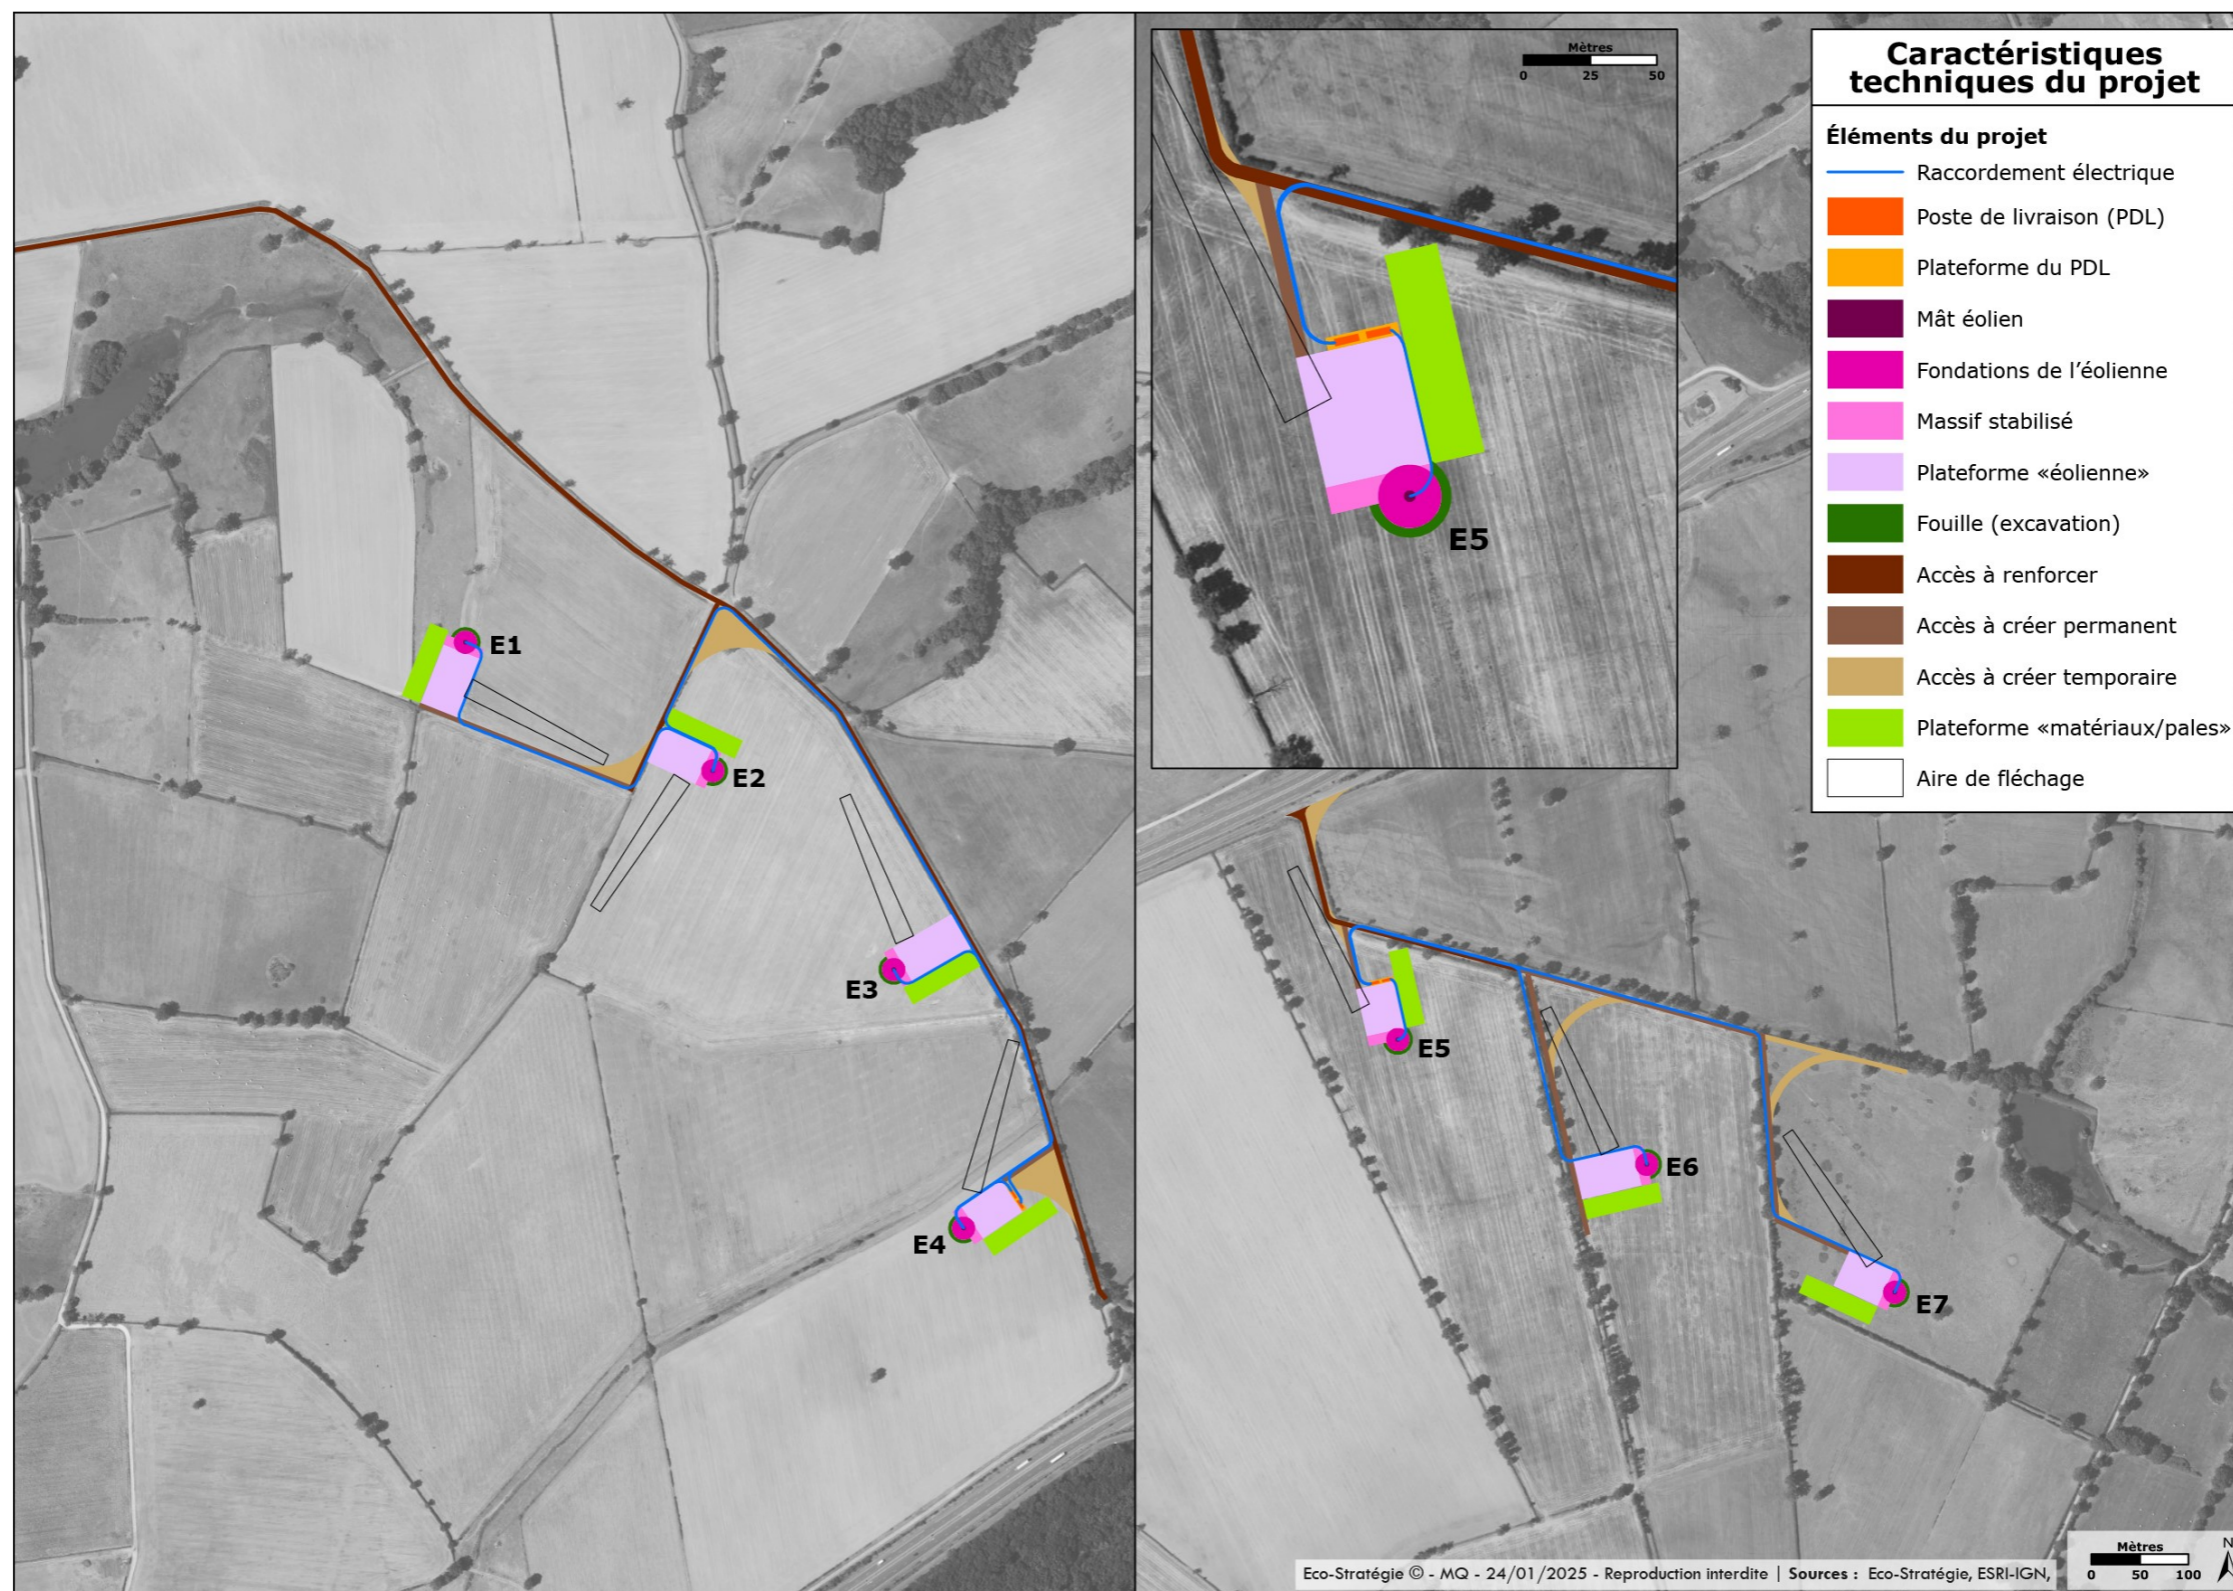 Mètres
0 25 50
E5
Caractéristiques
techniques du projet
Éléments du projet
Raccordement électrique
Poste de livraison (PDL)
Plateforme du PDL
Mât éolien
Fondations de l’éolienne
Massif stabilisé
Plateforme «éolienne»
Fouille (excavation)
Accès à renforcer
Accès à créer permanent
Accès à créer temporaire
Plateforme «matériaux/pales»
Aire de fléchage
E1
E2
E3
E4
E5
E6
E7
Eco-Stratégie © - MQ - 24/01/2025 - Reproduction interdite | Sources : Eco-Stratégie, ESRI-IGN,
Mètres
0 50 100
N